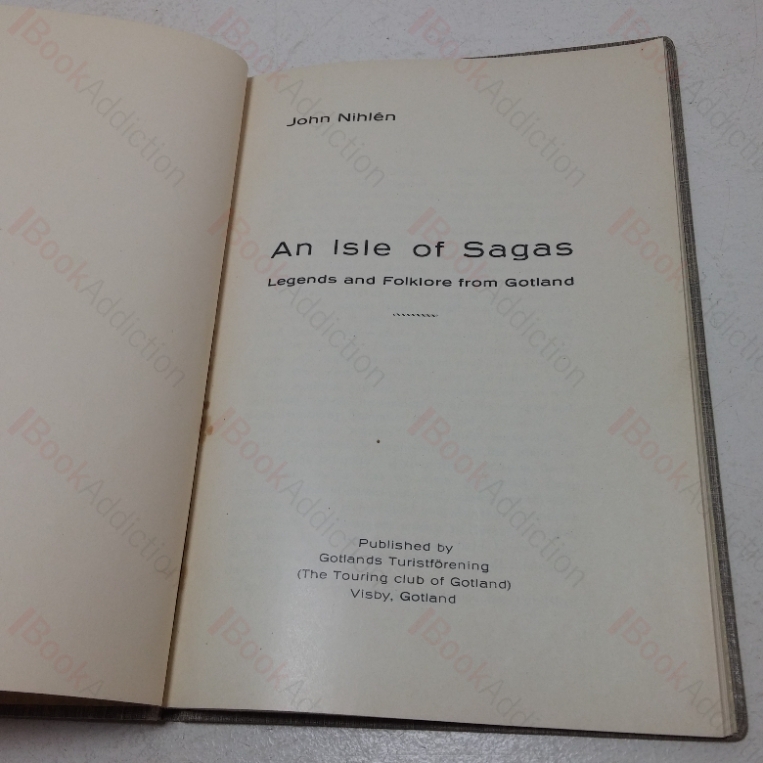 John Nihlén
An Isle of Sagas
Legends and Folklore from Gotland
Published by
Gotlands Turistförening
(The Touring club of Gotland)
Visby, Gotland
BookAddiction